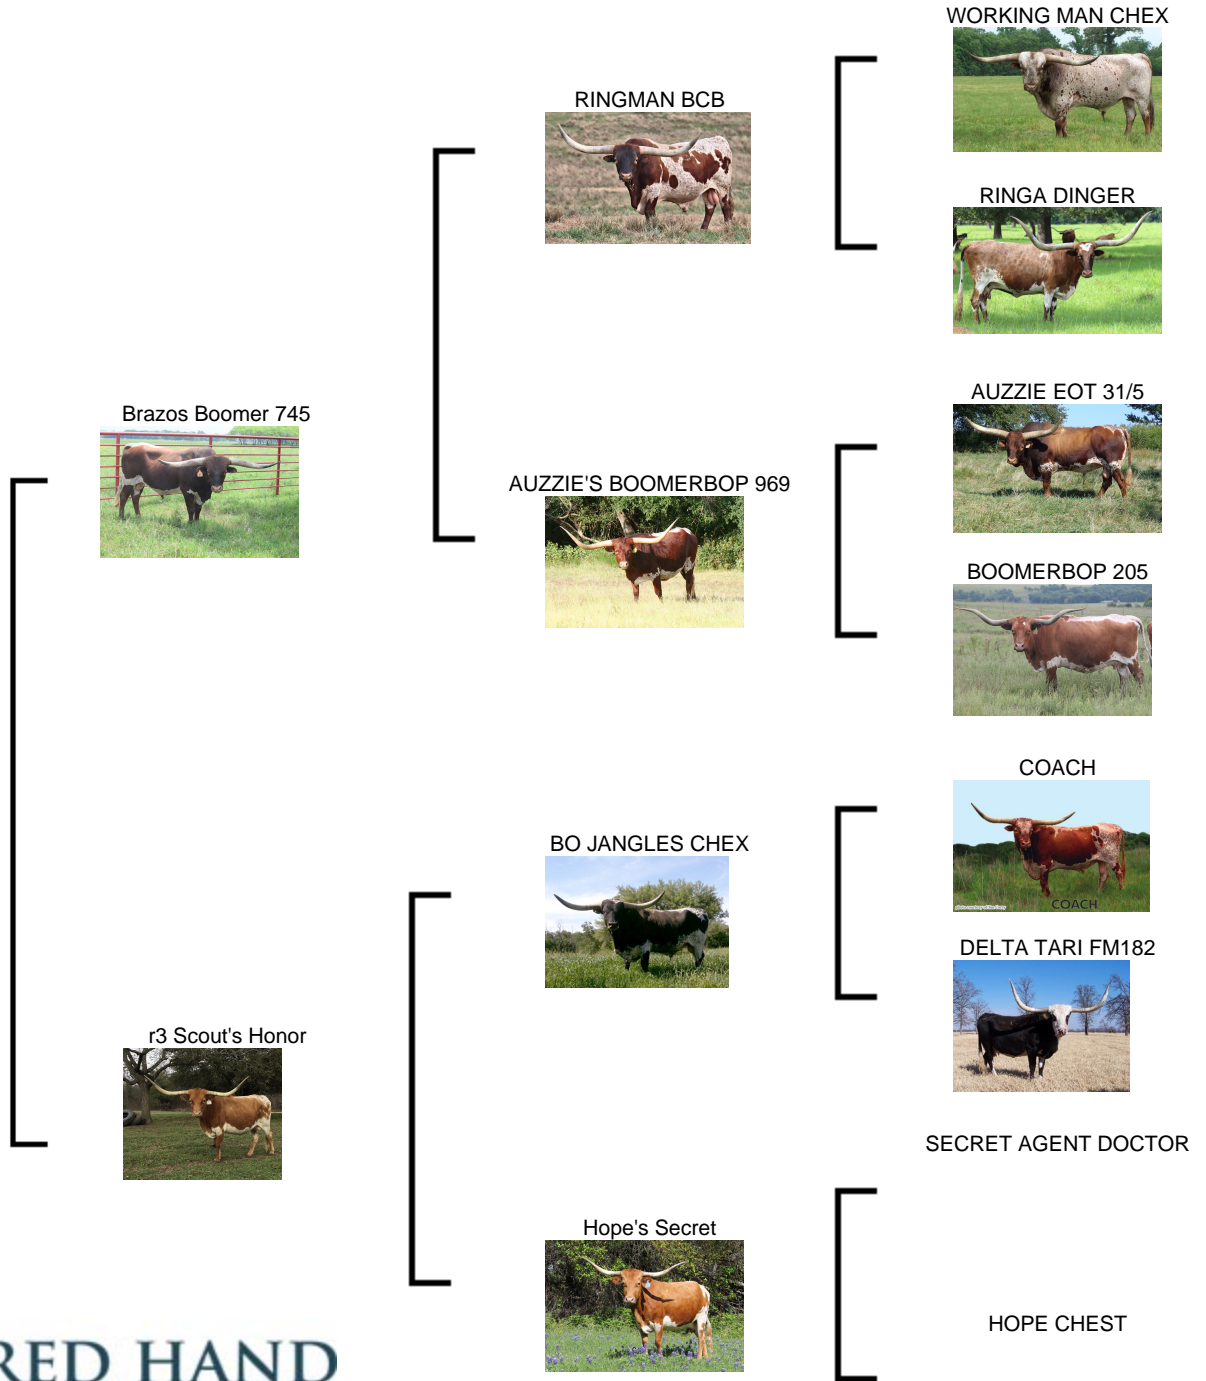 WORKING MAN CHEX
RINGMAN BCB
RINGA DINGER
AUZZIE EOT 31/5
Brazos Boomer 745
AUZZIE'S BOOMERBOP 969
BOOMERBOP 205
COACH
BO JANGLES CHEX
COACH
DELTA TARI FM182
r3 Scout's Honor
SECRET AGENT DOCTOR
Hope's Secret
HOPE CHEST
RED HAND